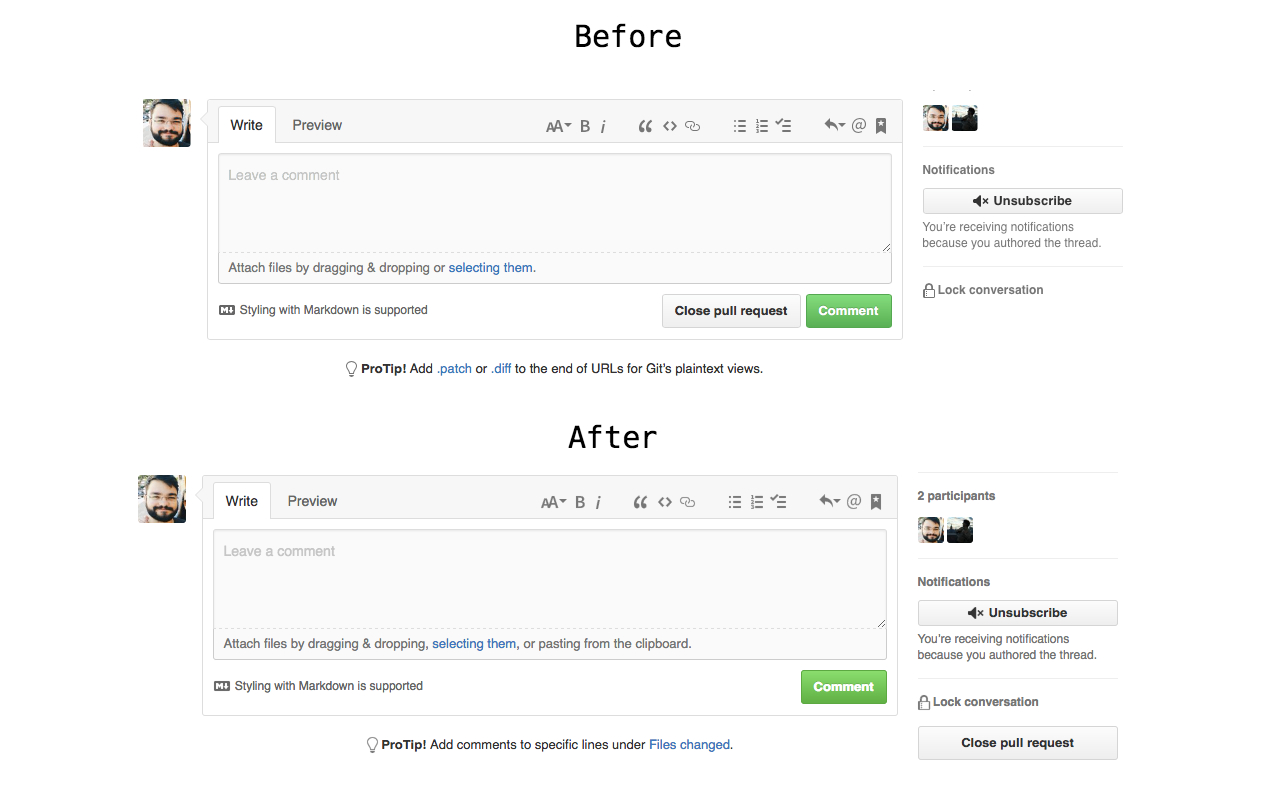 Before
Write Preview AA B i @
Leave a comment
Attach files by dragging & dropping or selecting them.
Styling with Markdown is supported
Close pull request Comment
ProTip! Add .patch or .diff to the end of URLs for Git's plaintext views.
Notifications
Unsubscribe
You're receiving notifications
because you authored the thread.
Lock conversation
After
Write Preview AA B i @
Leave a comment
Attach files by dragging & dropping, selecting them, or pasting from the clipboard.
Styling with Markdown is supported
Comment
ProTip! Add comments to specific lines under Files changed.
2 participants
Notifications
Unsubscribe
You're receiving notifications
because you authored the thread.
Lock conversation
Close pull request